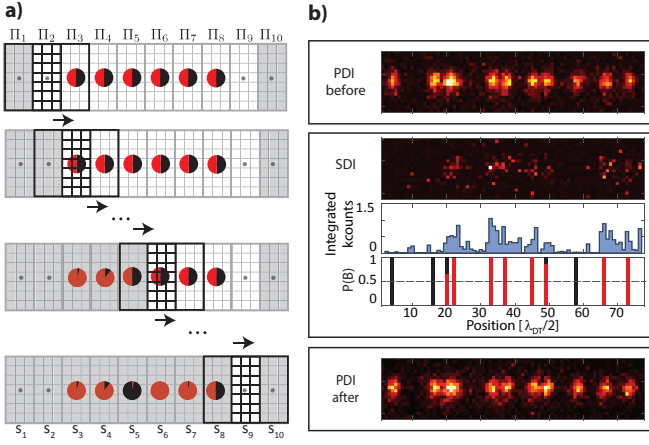 a)
Π1 Π2 Π3 Π4 Π5 Π6 Π7 Π8 Π9 Π10
...
...
s1 s2 s3 s4 s5 s6 s7 s8 s9 s10
b)
PDI
before
SDI
Integrated
kcounts
1.5
0
P(B)
1
0.5
0
10 20 30 40 50 60 70
Position [λDT/2]
PDI
after